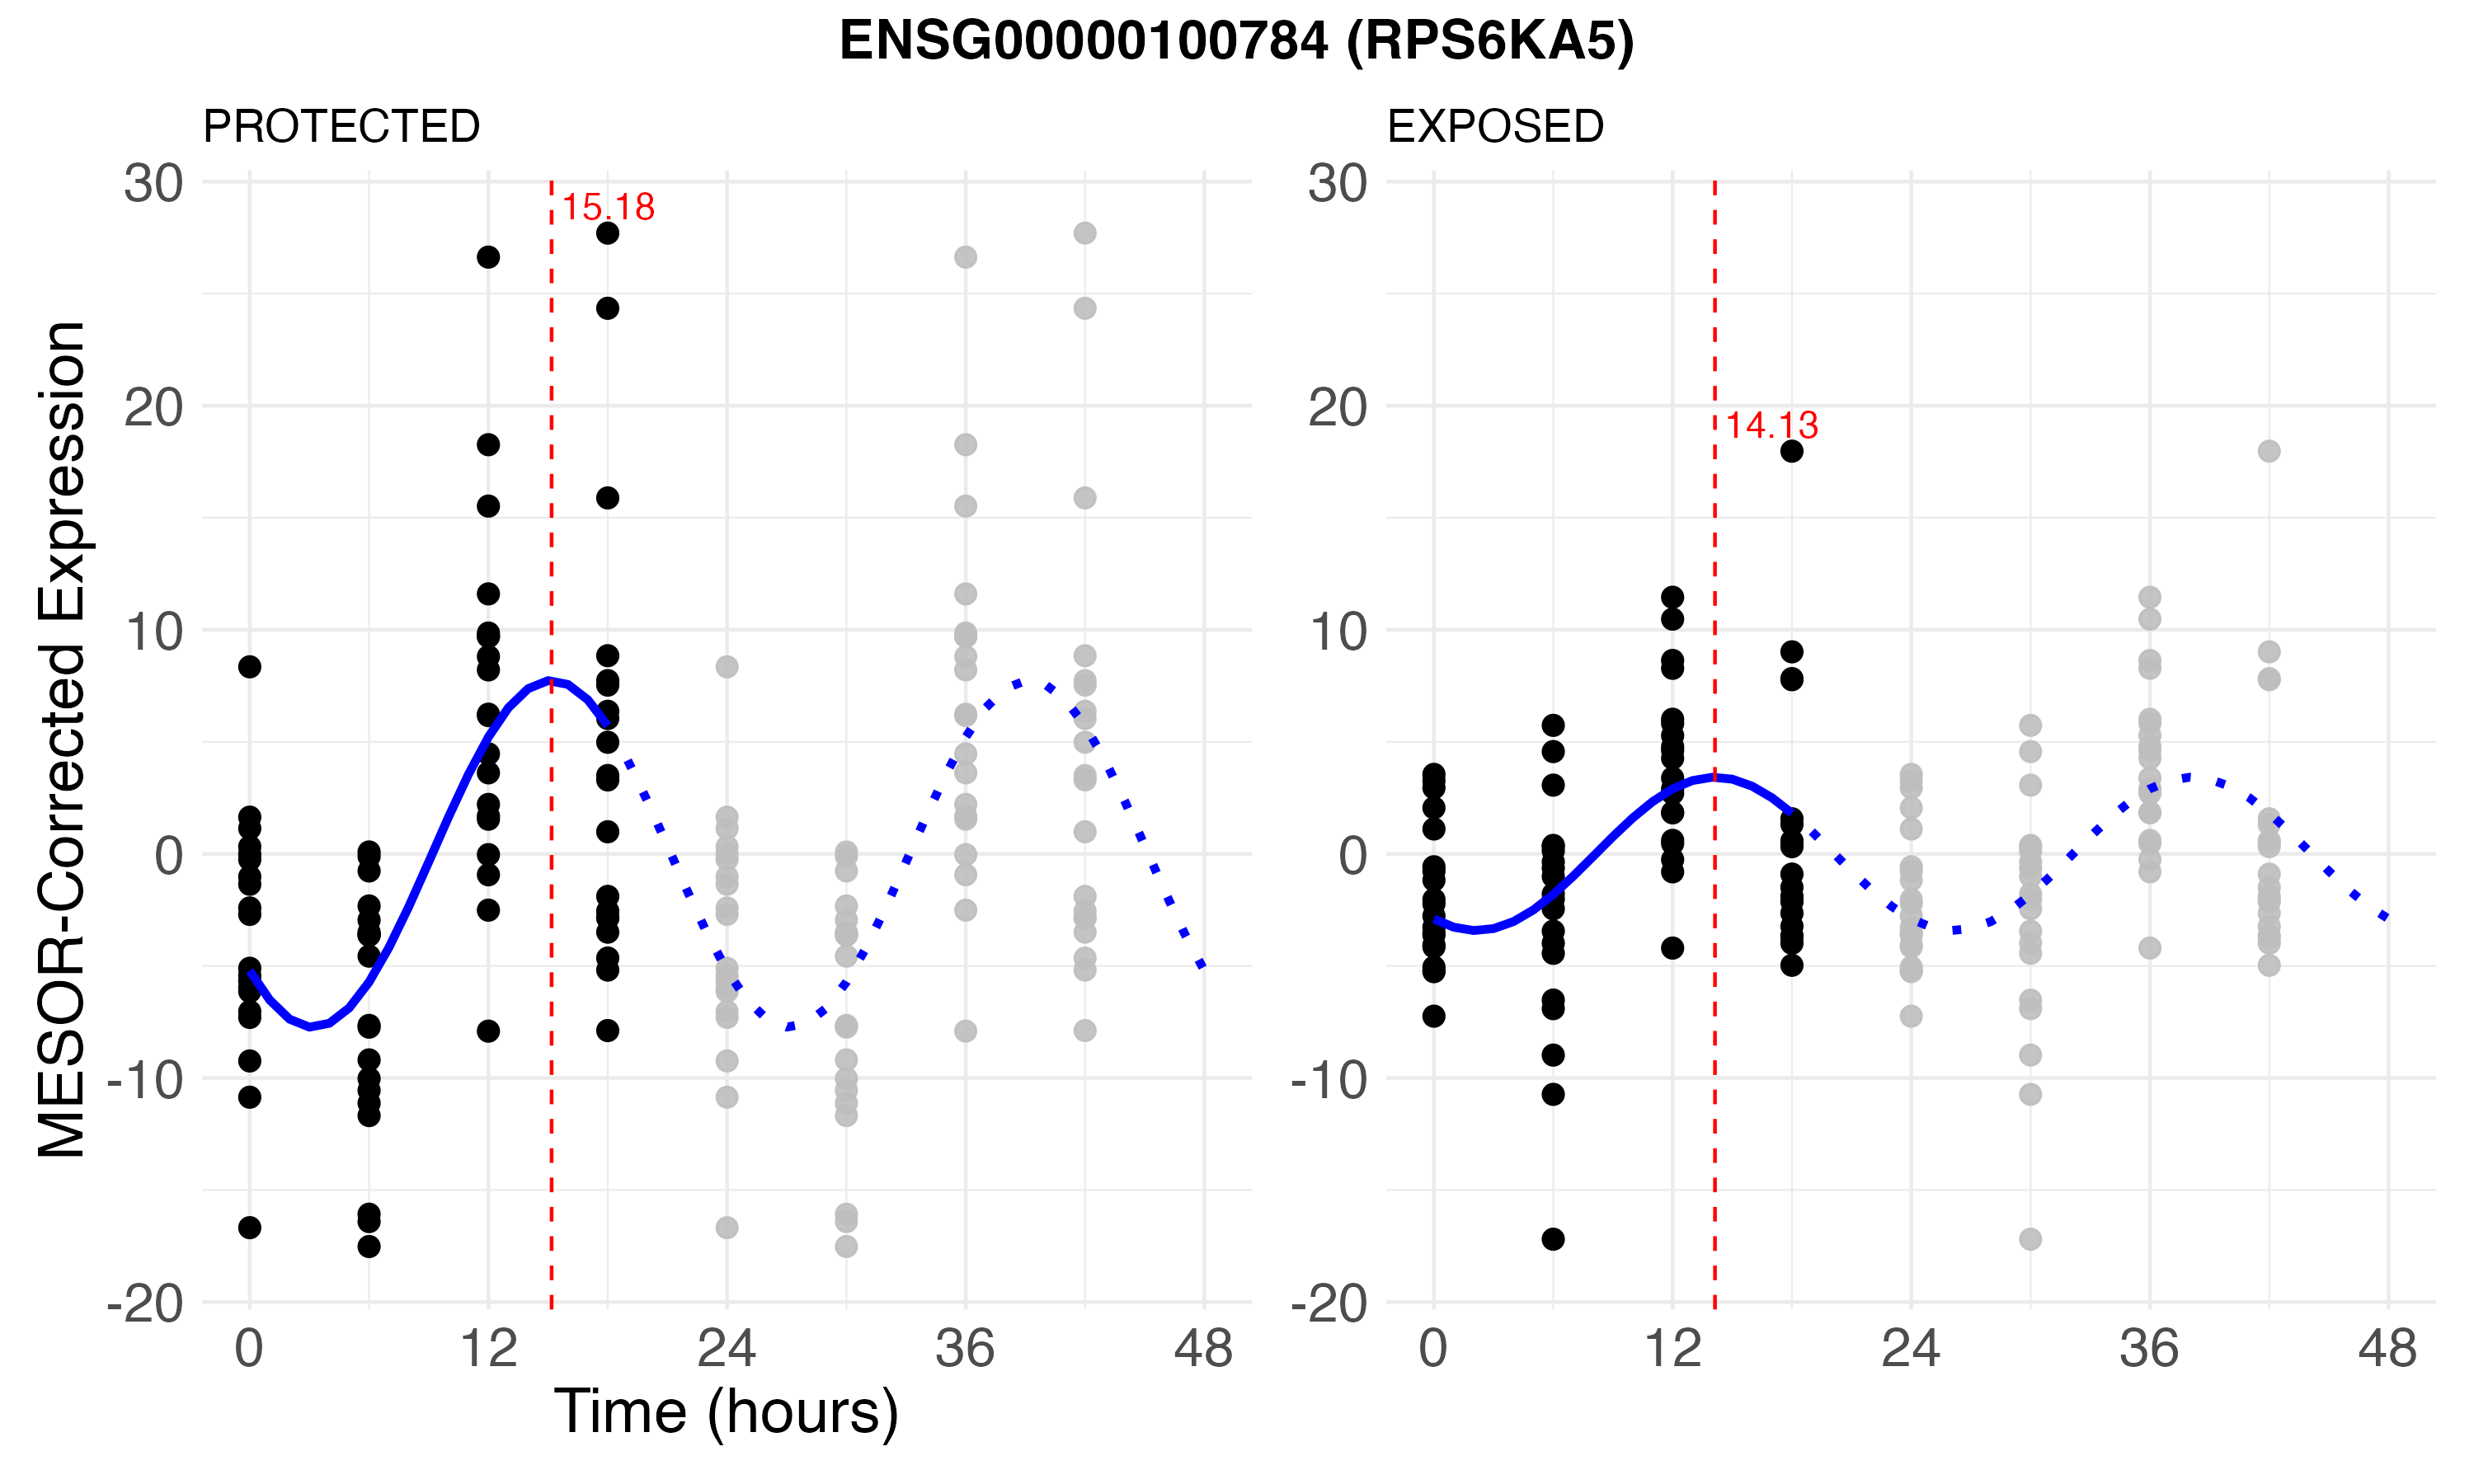 ENSG00000100784 (RPS6KA5)
PROTECTED
EXPOSED
MESOR-Corrected Expression
30
20
10
0
-10
-20
15.18
0 12 24 36 48
30
20
10
0
-10
-20
14.13
0 12 24 36 48
Time (hours)